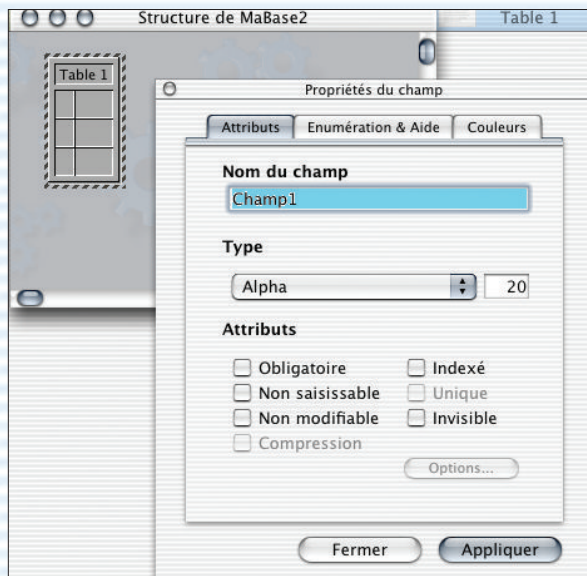 Structure de MaBase2
Table 1
Table 1
Propriétés du champ
Attributs
Enumération & Aide
Couleurs
Nom du champ
Champ1
Type
Alpha
20
Attributs
Obligatoire
Indexé
Non saisissable
Unique
Non modifiable
Invisible
Compression
Options...
Fermer
Appliquer